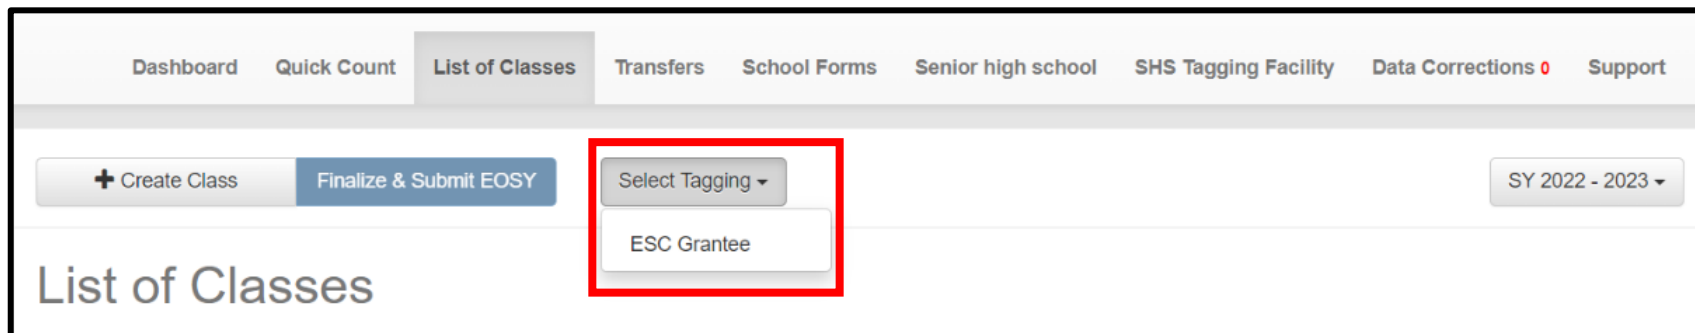 Dashboard Quick Count List of Classes Transfers School Forms Senior high school SHS Tagging Facility Data Corrections 0 Support
Create Class Finalize & Submit EOSY Select Tagging SY 2022 - 2023
ESC Grantee
List of Classes